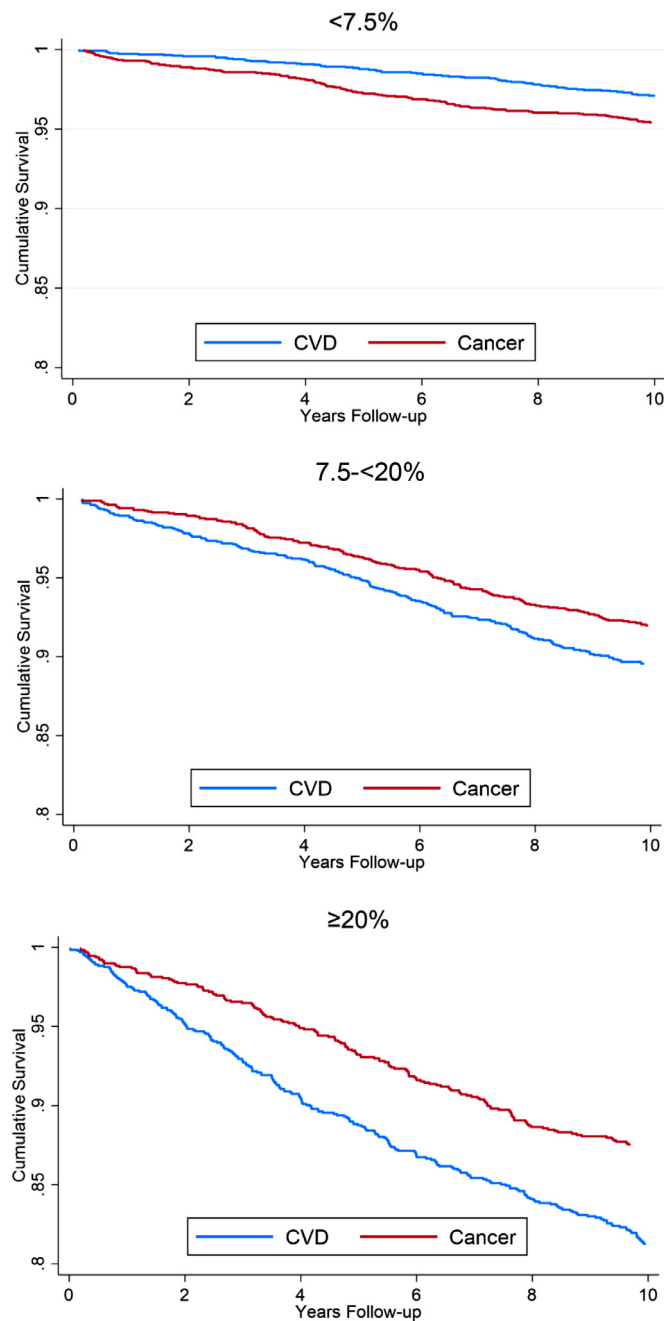 <7.5%
Cumulative Survival
1
.95
.9
.85
.8
CVD Cancer
0 2 4 6 8 10
Years Follow-up
7.5-<20%
Cumulative Survival
1
.95
.9
.85
.8
CVD Cancer
0 2 4 6 8 10
Years Follow-up
≥20%
Cumulative Survival
1
.95
.9
.85
.8
CVD Cancer
0 2 4 6 8 10
Years Follow-up